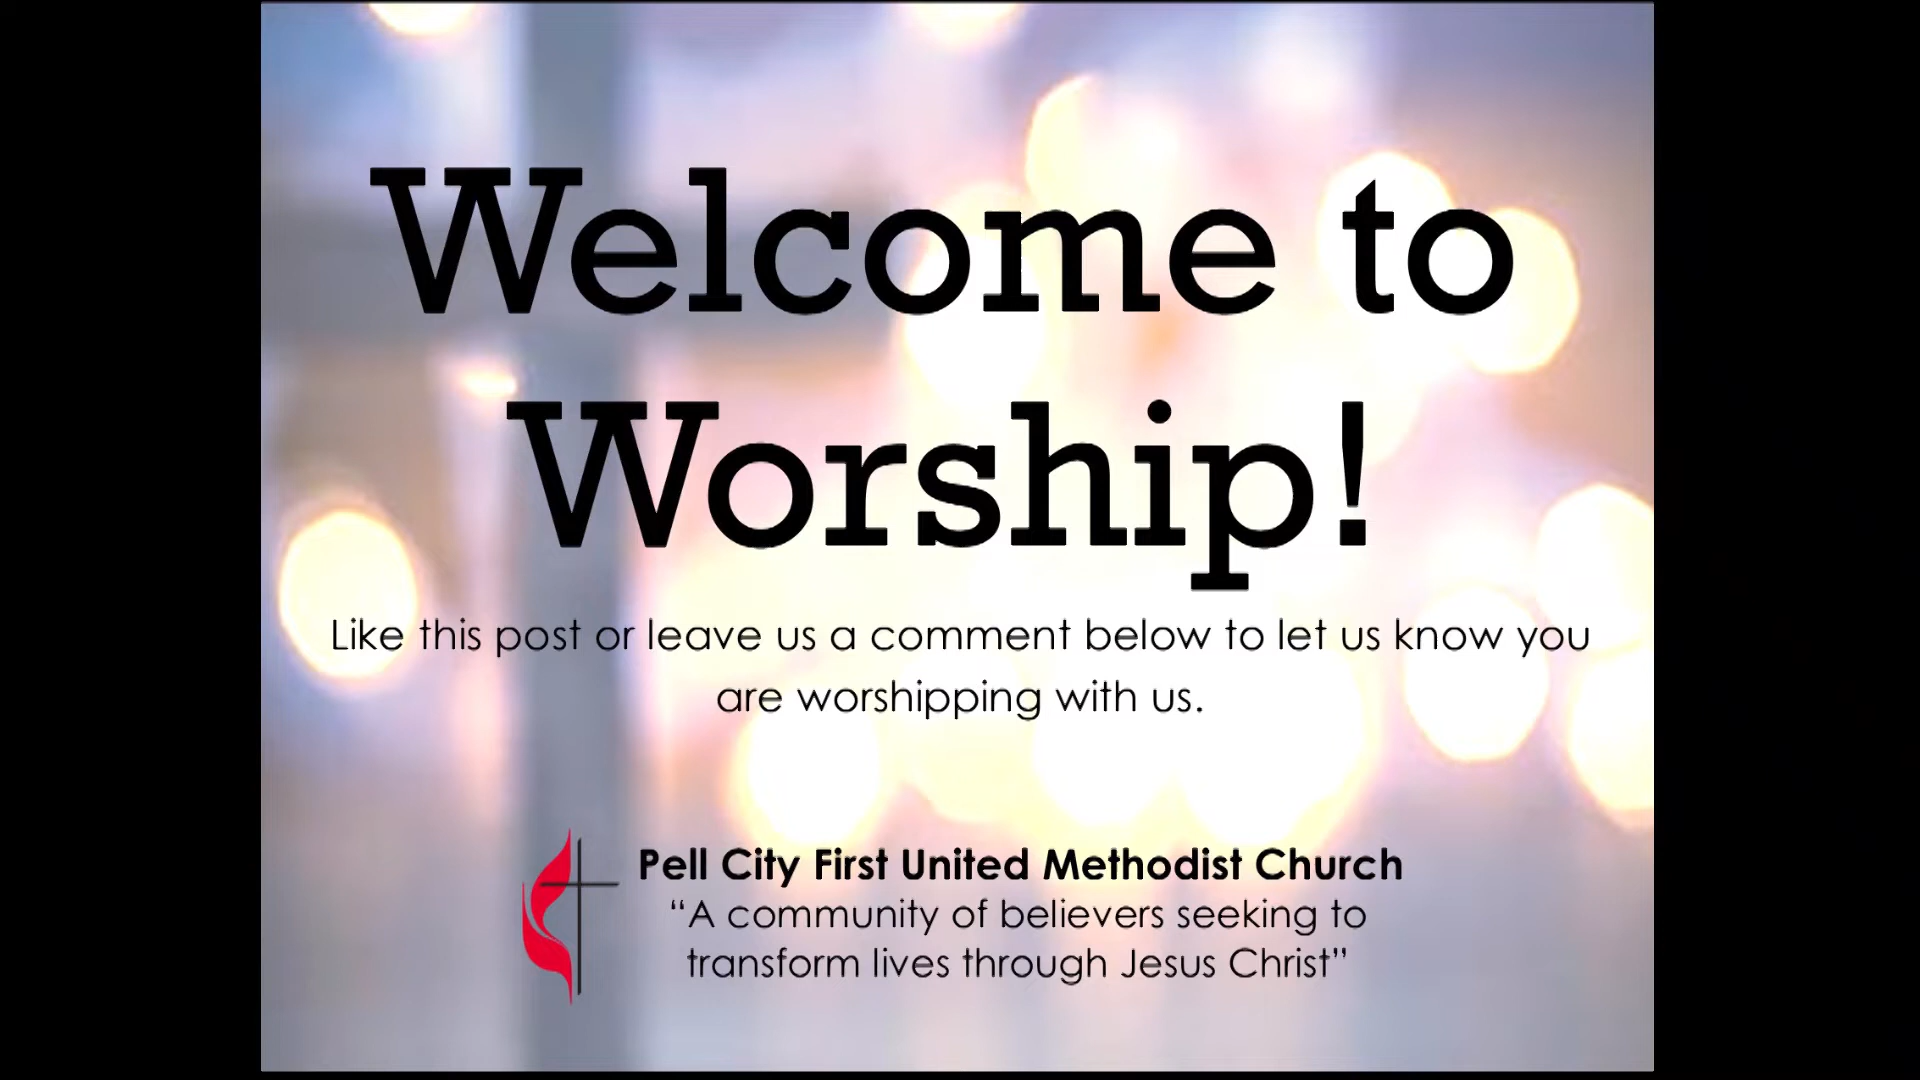 Welcome to
Worship!
Like this post or leave us a comment below to let us know you
are worshipping with us.
Pell City First United Methodist Church
“A community of believers seeking to
transform lives through Jesus Christ”